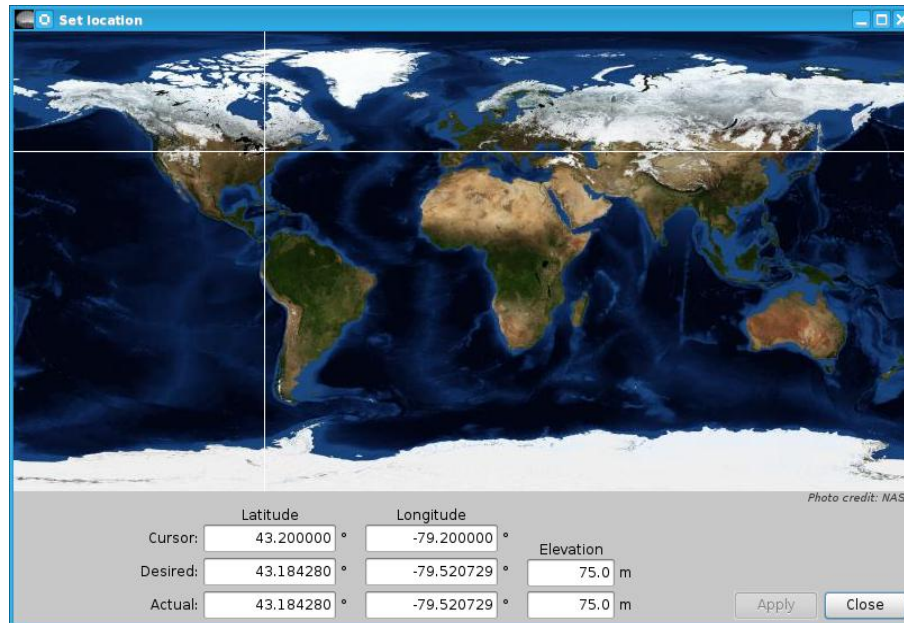 Set location
Photo credit: NAS
Latitude Longitude
Cursor: 43.200000 ° -79.200000 °
Elevation
Desired: 43.184280 ° -79.520729 ° 75.0 m
Actual: 43.184280 ° -79.520729 ° 75.0 m
Apply Close